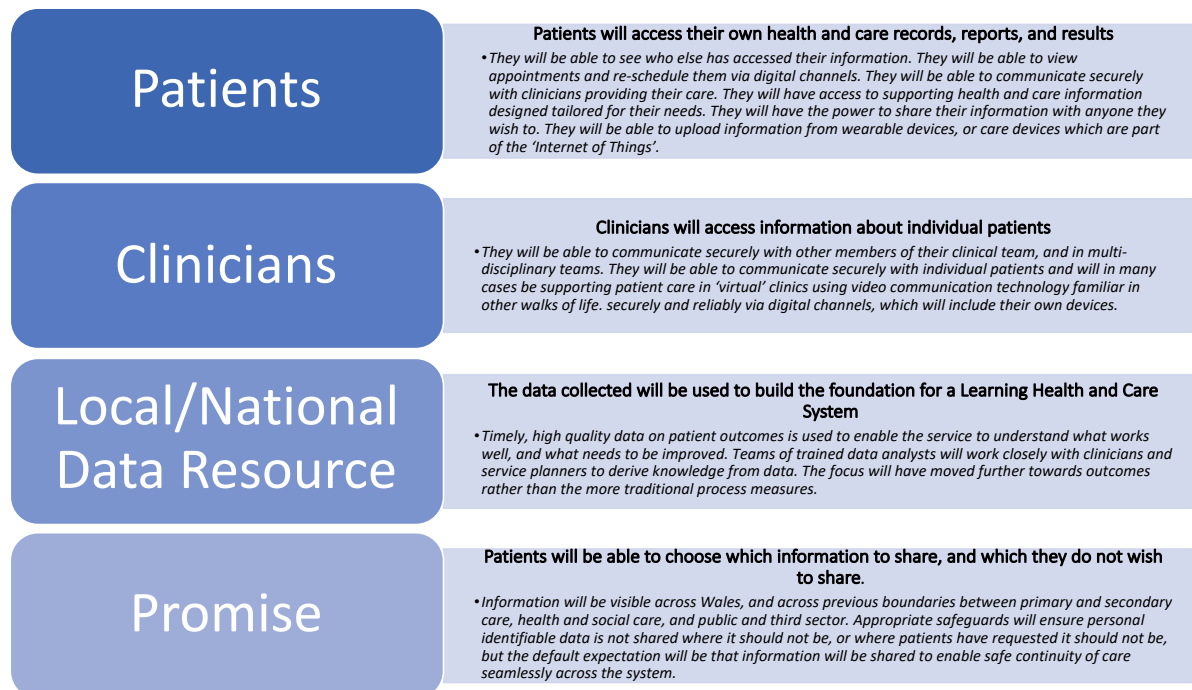 Patients
Patients will access their own health and care records, reports, and results
•They will be able to see who else has accessed their information. They will be able to view
appointments and re-schedule them via digital channels. They will be able to communicate securely
with clinicians providing their care. They will have access to supporting health and care information
designed tailored for their needs. They will have the power to share their information with anyone they
wish to. They will be able to upload information from wearable devices, or care devices which are part
of the ‘Internet of Things’.
Clinicians
Clinicians will access information about individual patients
•They will be able to communicate securely with other members of their clinical team, and in multi-
disciplinary teams. They will be able to communicate securely with individual patients and will in many
cases be supporting patient care in ‘virtual’ clinics using video communication technology familiar in
other walks of life. securely and reliably via digital channels, which will include their own devices.
Local/National
Data Resource
The data collected will be used to build the foundation for a Learning Health and Care
System
•Timely, high quality data on patient outcomes is used to enable the service to understand what works
well, and what needs to be improved. Teams of trained data analysts will work closely with clinicians and
service planners to derive knowledge from data. The focus will have moved further towards outcomes
rather than the more traditional process measures.
Promise
Patients will be able to choose which information to share, and which they do not wish
to share.
•Information will be visible across Wales, and across previous boundaries between primary and secondary
care, health and social care, and public and third sector. Appropriate safeguards will ensure personal
identifiable data is not shared where it should not be, or where patients have requested it should not be,
but the default expectation will be that information will be shared to enable safe continuity of care
seamlessly across the system.